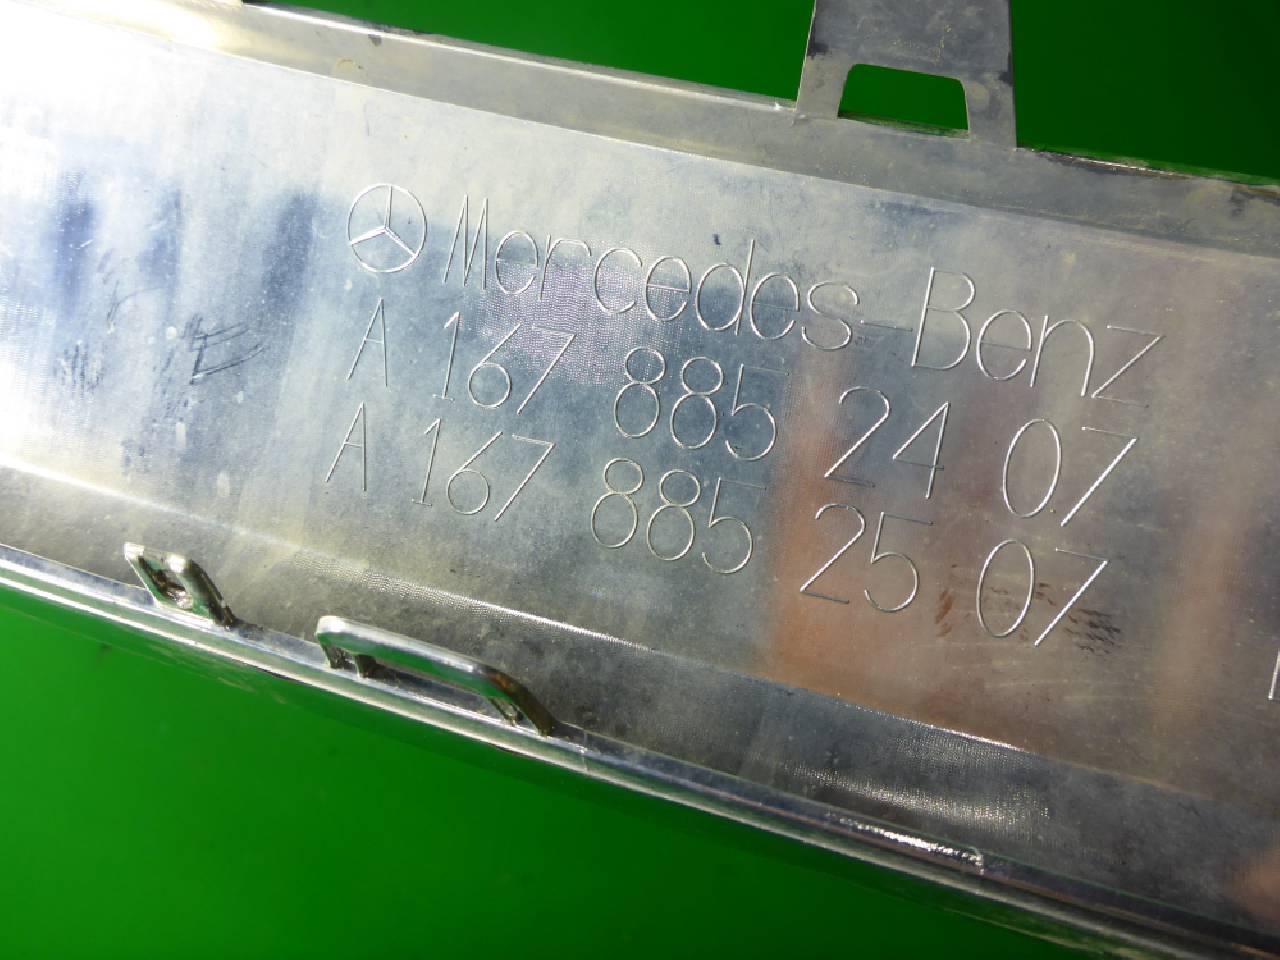 Mercedes-Benz
A 167 885 24 07
A 167 885 25 07